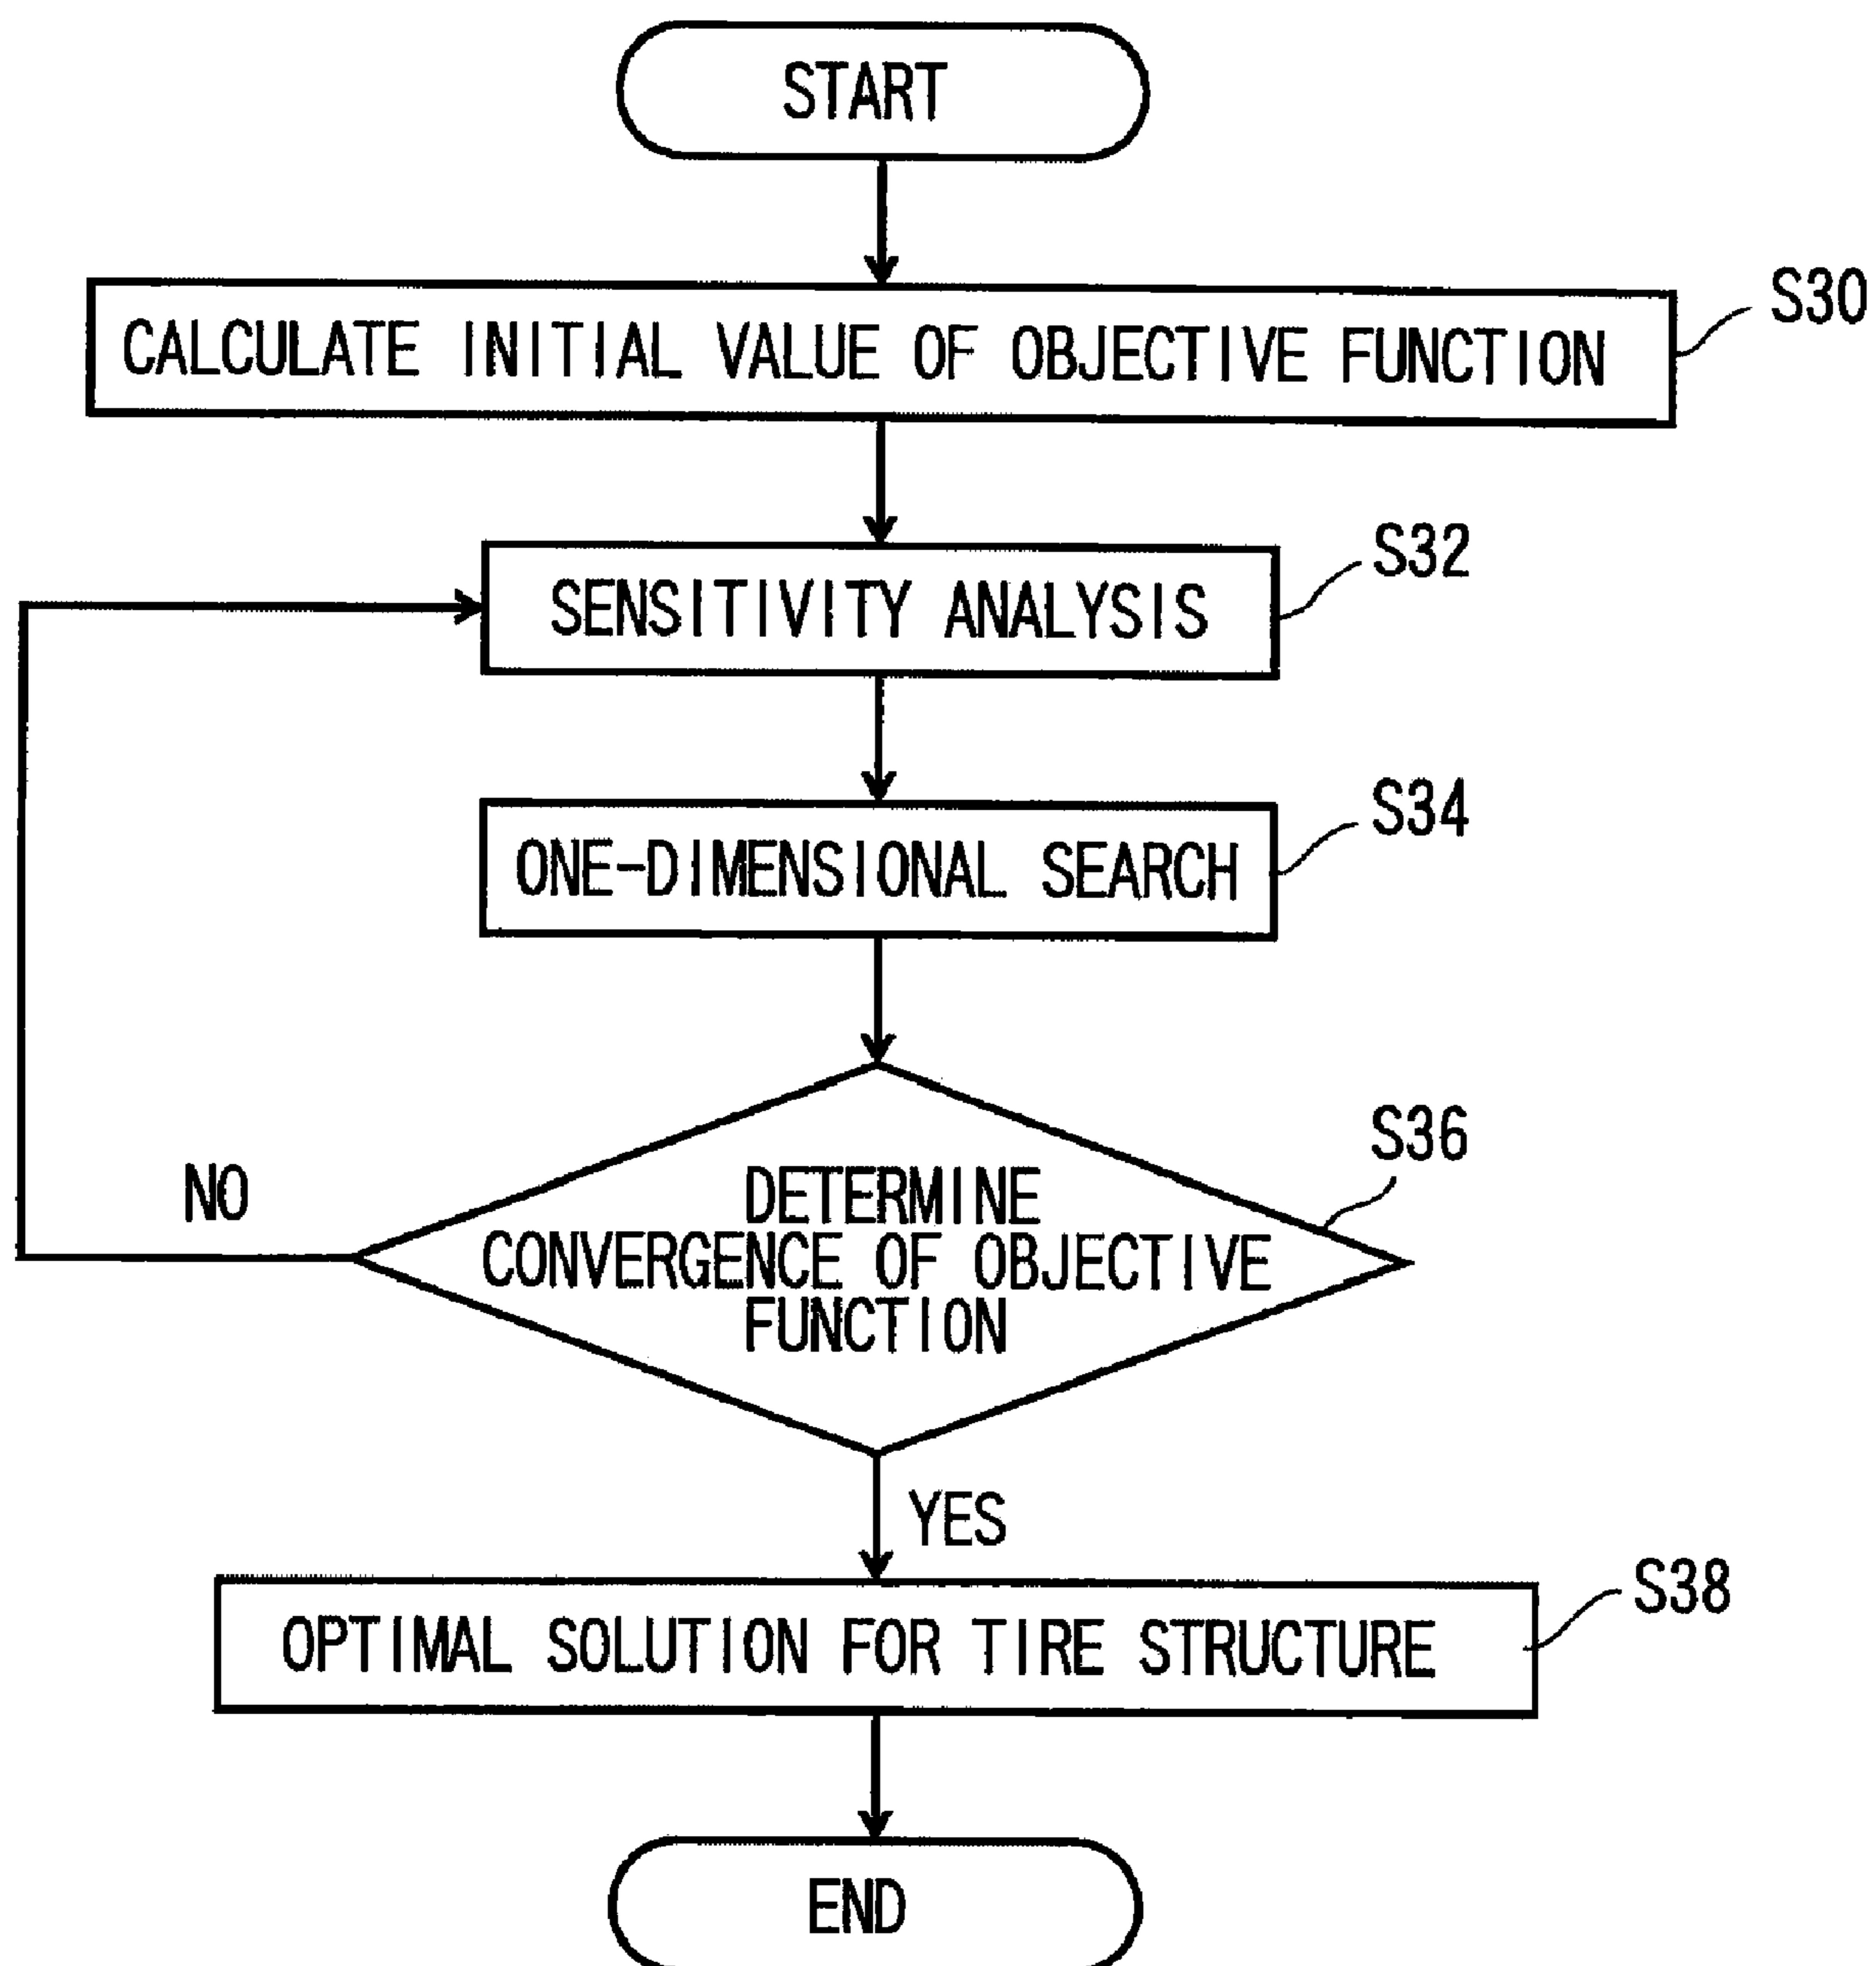 START
CALCULATE INITIAL VALUE OF OBJECTIVE FUNCTION
S30
SENSITIVITY ANALYSIS
S32
ONE-DIMENSIONAL SEARCH
S34
DETERMINE
CONVERGENCE OF OBJECTIVE
FUNCTION
S36
NO
YES
OPTIMAL SOLUTION FOR TIRE STRUCTURE
S38
END